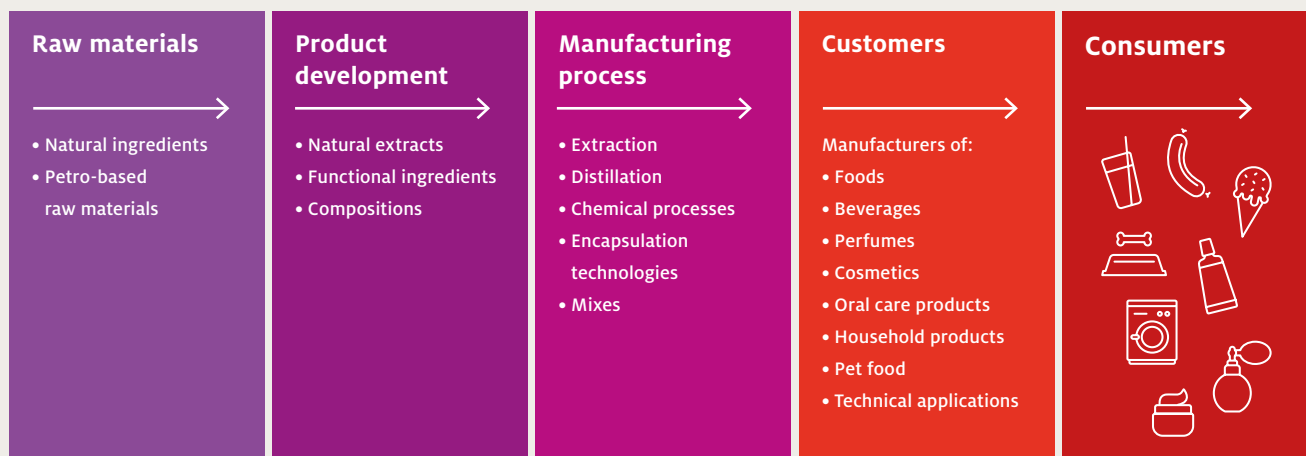 Raw materials
• Natural ingredients
• Petro-based
raw materials
Product
development
• Natural extracts
• Functional ingredients
• Compositions
Manufacturing
process
• Extraction
• Distillation
• Chemical processes
• Encapsulation
technologies
• Mixes
Customers
Manufacturers of:
• Foods
• Beverages
• Perfumes
• Cosmetics
• Oral care products
• Household products
• Pet food
• Technical applications
Consumers